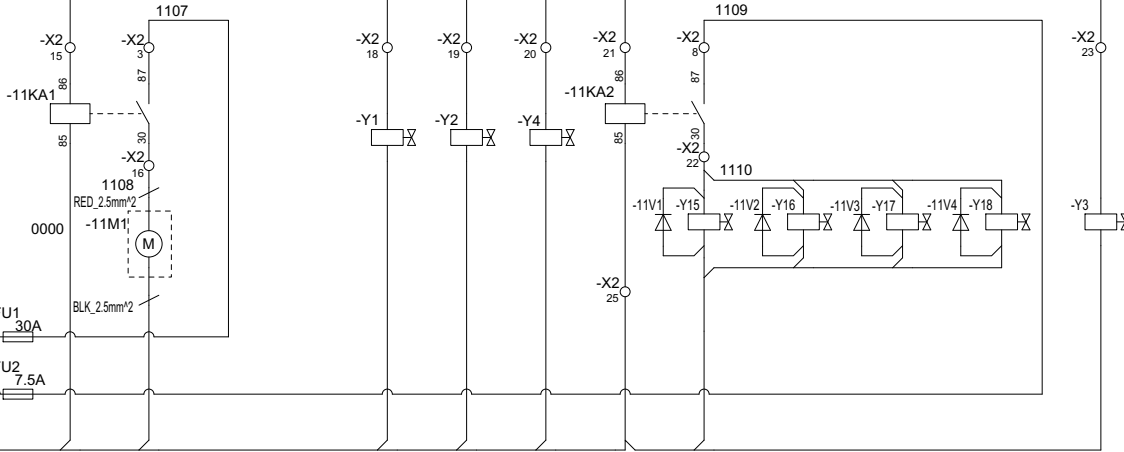 1107
1109
-X2
15
-X2
3
-X2
18
-X2
19
-X2
20
-X2
21
-X2
8
-X2
23
86
87
86
87
-11KA1
-11KA2
-Y1
-Y2
-Y4
85
30
85
30
-X2
16
-X2
22
1108
1110
RED_2.5mm^2
-11M1
M
0000
-11V1
-Y15
-11V2
-Y16
-11V3
-Y17
-11V4
-Y18
-Y3
-X2
25
BLK_2.5mm^2
U1
30A
U2
7.5A